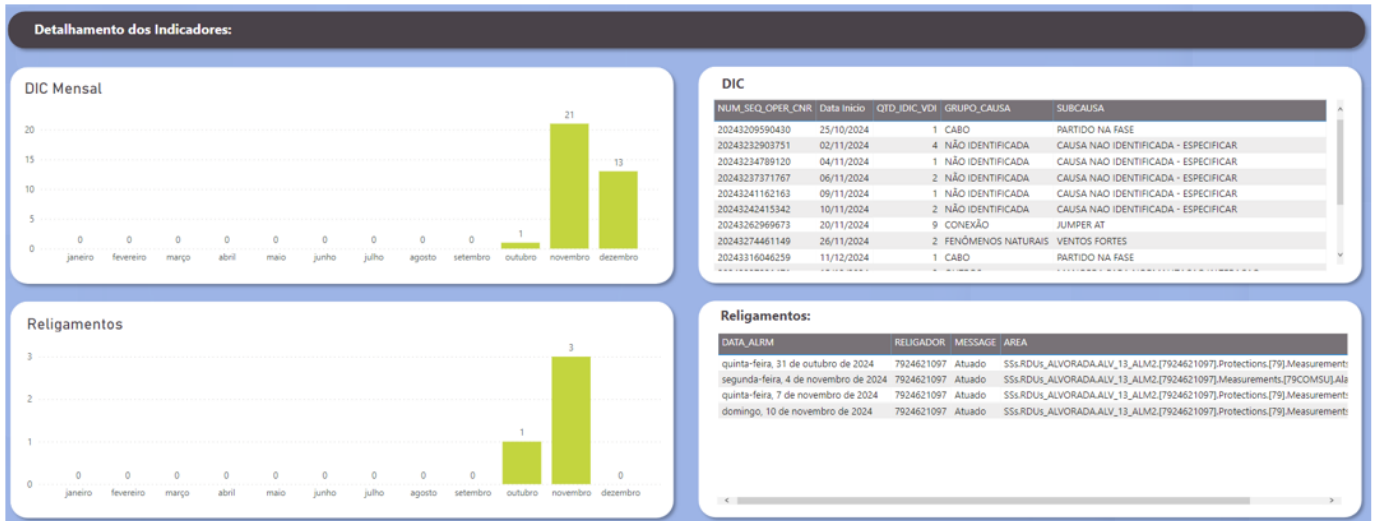 Detalhamento dos Indicadores:
DIC Mensal
21
20
15
13
10
5
1
0 0 0 0 0 0 0 0 0 0
janeiro fevereiro março abril maio junho julho agosto setembro outubro novembro dezembro
DIC
NUM_SEQ_OPER_CNR Data Inicio QTD_IDIC_VDI GRUPO_CAUSA SUBCAUSA
20243209590430 25/10/2024 1 CABO PARTIDO NA FASE
20243232903751 02/11/2024 4 NÃO IDENTIFICADA CAUSA NAO IDENTIFICADA - ESPECIFICAR
20243234789120 04/11/2024 1 NÃO IDENTIFICADA CAUSA NAO IDENTIFICADA - ESPECIFICAR
20243237371767 06/11/2024 2 NÃO IDENTIFICADA CAUSA NAO IDENTIFICADA - ESPECIFICAR
20243241162163 09/11/2024 1 NÃO IDENTIFICADA CAUSA NAO IDENTIFICADA - ESPECIFICAR
20243242415342 10/11/2024 2 NÃO IDENTIFICADA CAUSA NAO IDENTIFICADA - ESPECIFICAR
20243262969673 20/11/2024 9 CONEXÃO JUMPER AT
20243274461149 26/11/2024 2 FENÔMENOS NATURAIS VENTOS FORTES
20243316046259 11/12/2024 1 CABO PARTIDO NA FASE
Religamentos
3
3
2
1
1
0 0 0 0 0 0 0 0 0 0 0
janeiro fevereiro março abril maio junho julho agosto setembro outubro novembro dezembro
Religamentos:
DATA_ALRM RELIGADOR MESSAGE AREA
quinta-feira, 31 de outubro de 2024 7924621097 Atuado SSs.RDUs_ALVORADA.ALV_13_ALM2.[7924621097].Protections.[79].Measurements
segunda-feira, 4 de novembro de 2024 7924621097 Atuado SSs.RDUs_ALVORADA.ALV_13_ALM2.[7924621097].Measurements.[79COMSU].Ala
quinta-feira, 7 de novembro de 2024 7924621097 Atuado SSs.RDUs_ALVORADA.ALV_13_ALM2.[7924621097].Protections.[79].Measurements
domingo, 10 de novembro de 2024 7924621097 Atuado SSs.RDUs_ALVORADA.ALV_13_ALM2.[7924621097].Protections.[79].Measurements